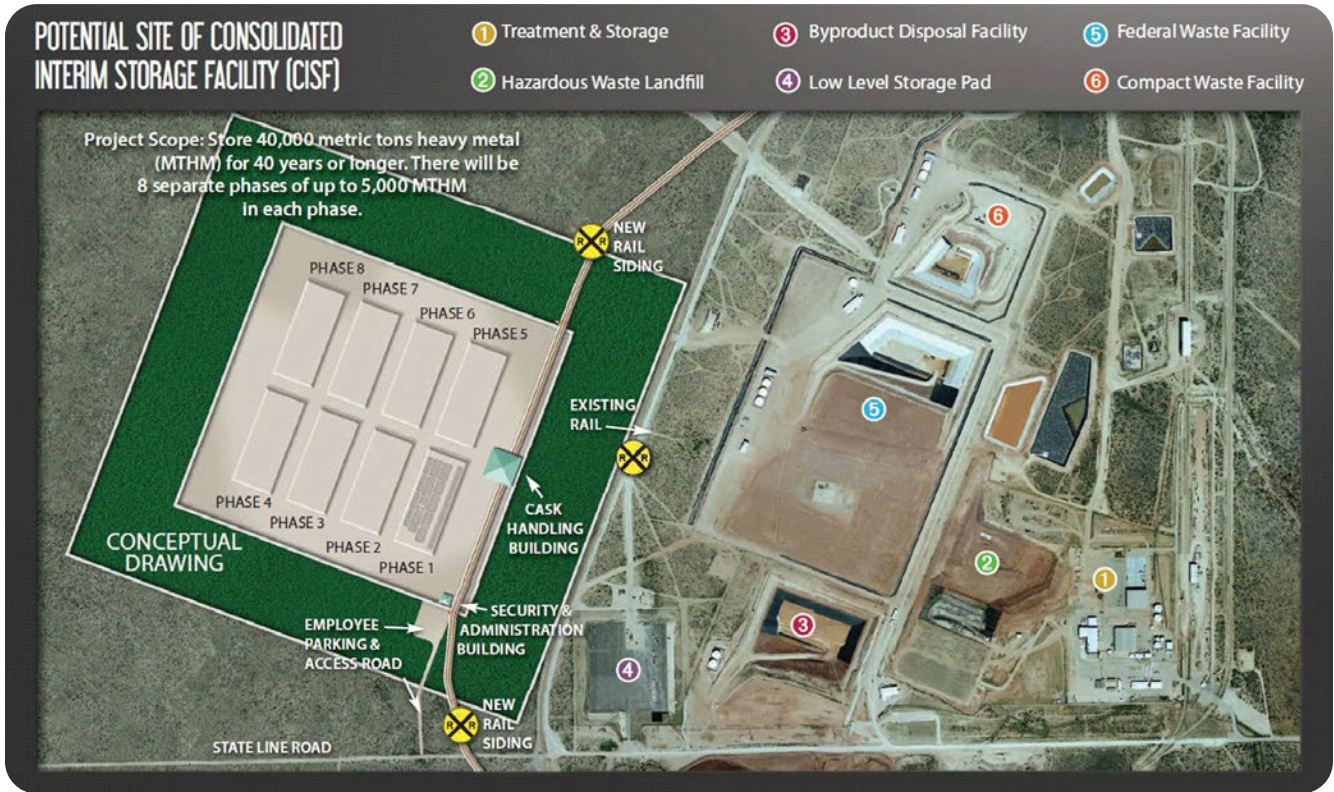 POTENTIAL SITE OF CONSOLIDATED
INTERIM STORAGE FACILITY (CISF)
1 Treatment & Storage
2 Hazardous Waste Landfill
3 Byproduct Disposal Facility
4 Low Level Storage Pad
5 Federal Waste Facility
6 Compact Waste Facility
Project Scope: Store 40,000 metric tons heavy metal
(MTHM) for 40 years or longer. There will be
8 separate phases of up to 5,000 MTHM
in each phase.
R R
NEW
RAIL
SIDING
PHASE 8
PHASE 7
PHASE 6
PHASE 5
EXISTING
RAIL
R R
PHASE 4
PHASE 3
PHASE 2
PHASE 1
CASK
HANDLING
BUILDING
CONCEPTUAL
DRAWING
EMPLOYEE
PARKING &
ACCESS ROAD
SECURITY &
ADMINISTRATION
BUILDING
R R
NEW
RAIL
SIDING
STATE LINE ROAD
6
5
2
1
3
4